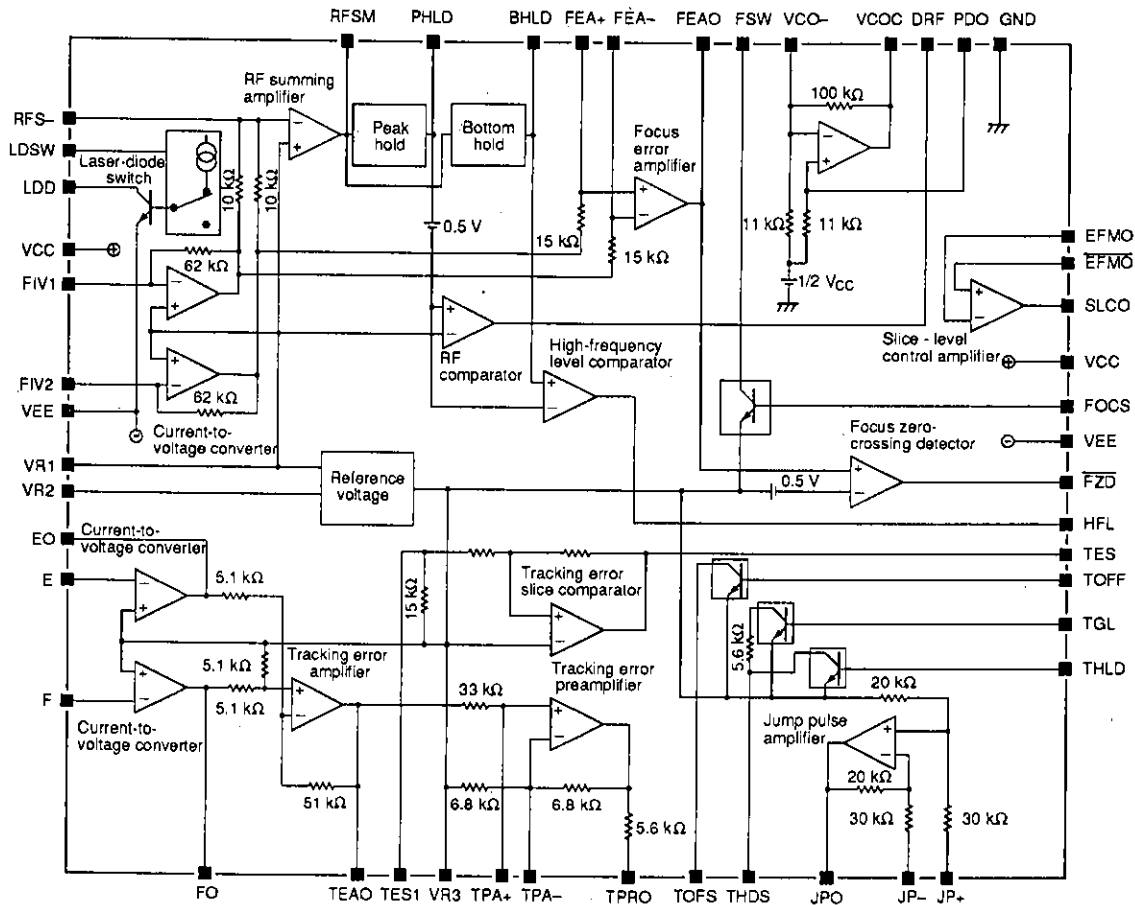 RFSM PHLD BHLD FEA+ FEA− FEAO FSW VCO− VCOC DRF PDO GND
RF summing
amplifier
100 kΩ
RFS−
Peak
hold
Bottom
hold
Focus
error
amplifier
LDSW
Laser-diode
switch
10 kΩ
10 kΩ
LDD
0.5 V
15 kΩ
15 kΩ
11 kΩ
11 kΩ
EFMO
VCC
62 kΩ
EFMO
FIV1
1/2 VCC
SLCO
RF
comparator
High-frequency
level comparator
Slice - level
control amplifier
VCC
FIV2
62 kΩ
FOCS
VEE
Current-to-
voltage converter
Focus zero-
crossing detector
VEE
VR1
Reference
voltage
0.5 V
FZD
VR2
HFL
EO
Current-to-
voltage converter
TES
E
5.1 kΩ
15 kΩ
Tracking error
slice comparator
TOFF
5.6 kΩ
TGL
5.1 kΩ
Tracking error
amplifier
Tracking error
preamplifier
THLD
F
5.1 kΩ
33 kΩ
20 kΩ
Current-to-
voltage converter
Jump pulse
amplifier
51 kΩ
6.8 kΩ
6.8 kΩ
20 kΩ
5.6 kΩ
30 kΩ
30 kΩ
FO TEAO TES1 VR3 TPA+ TPA− TPRO TOFS THDS JPO JP− JP+